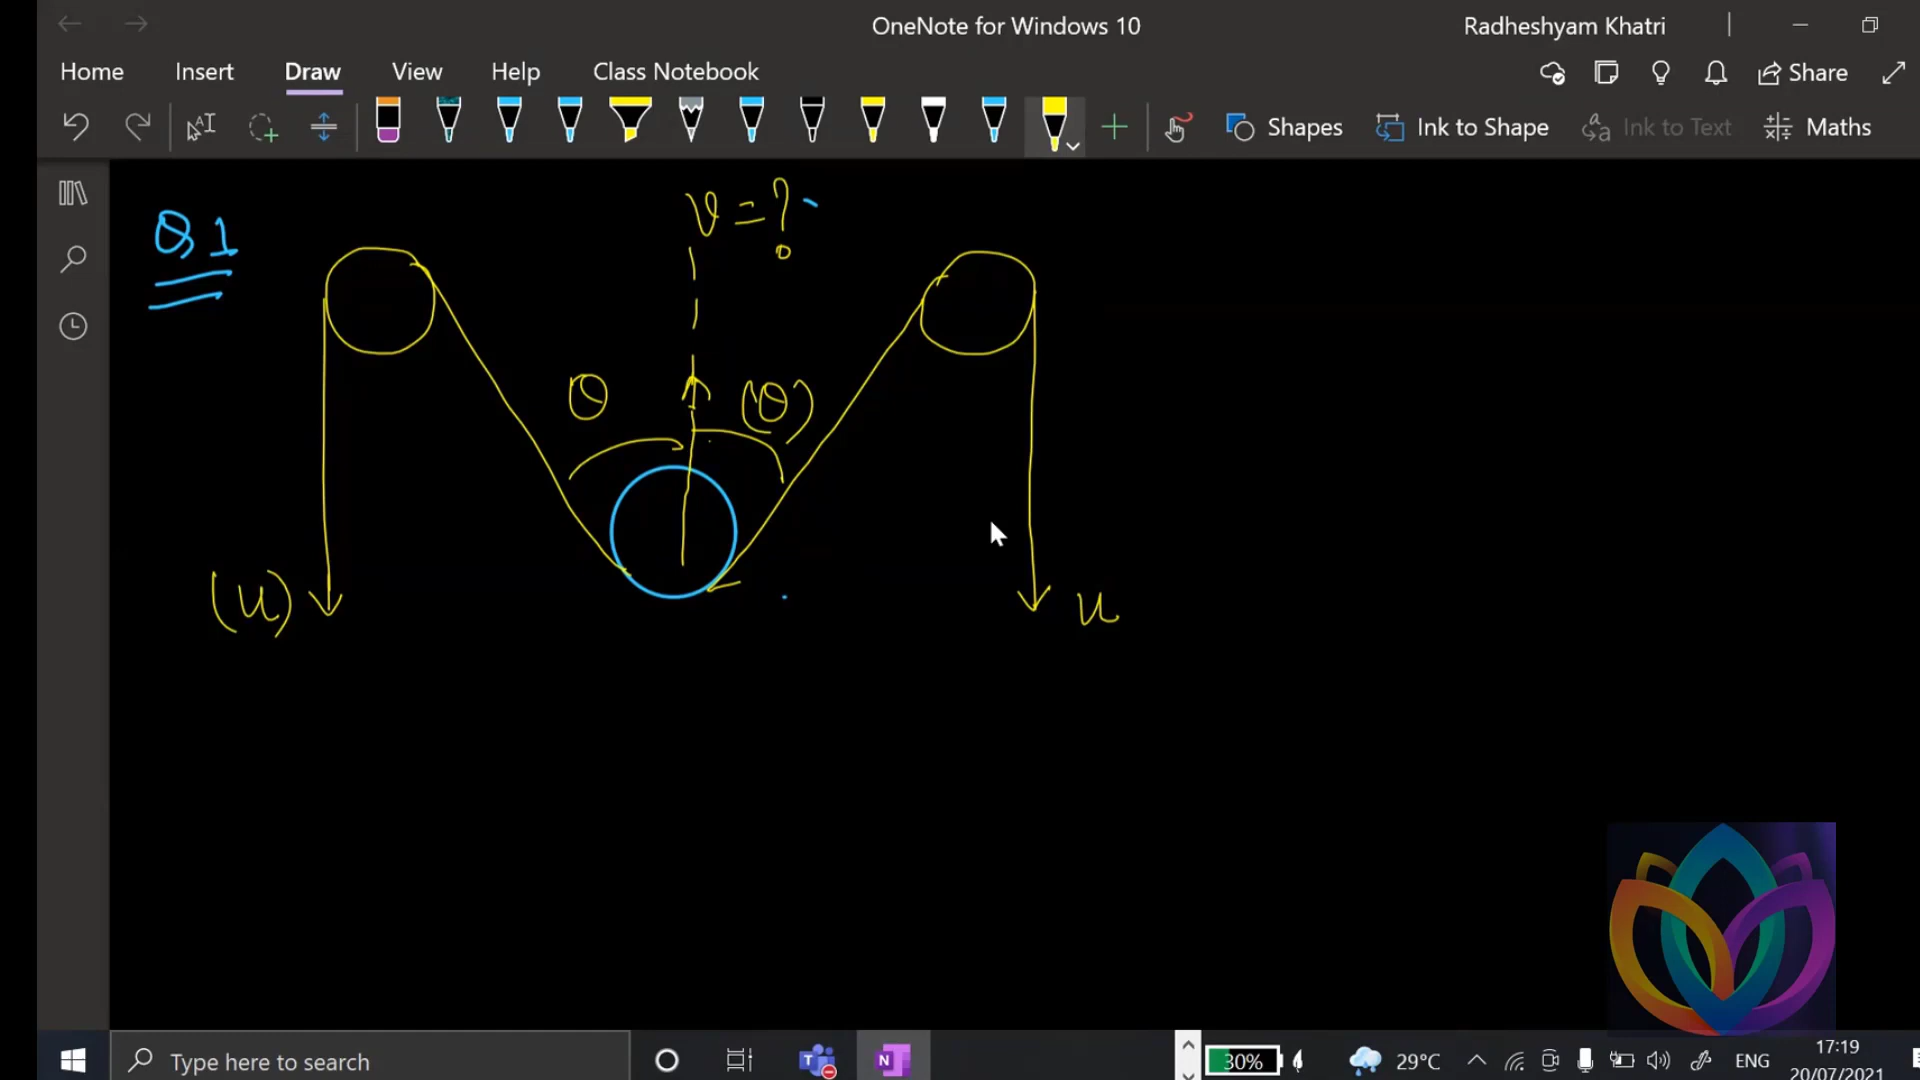 OneNote for Windows 10
Radheshyam Khatri
Home Insert Draw View Help Class Notebook
Share
Shapes Ink to Shape Ink to Text Maths
Q.1
v = ?
θ (θ)
(u) u
Type here to search
30%
29°C
ENG
17:19
20/07/2021